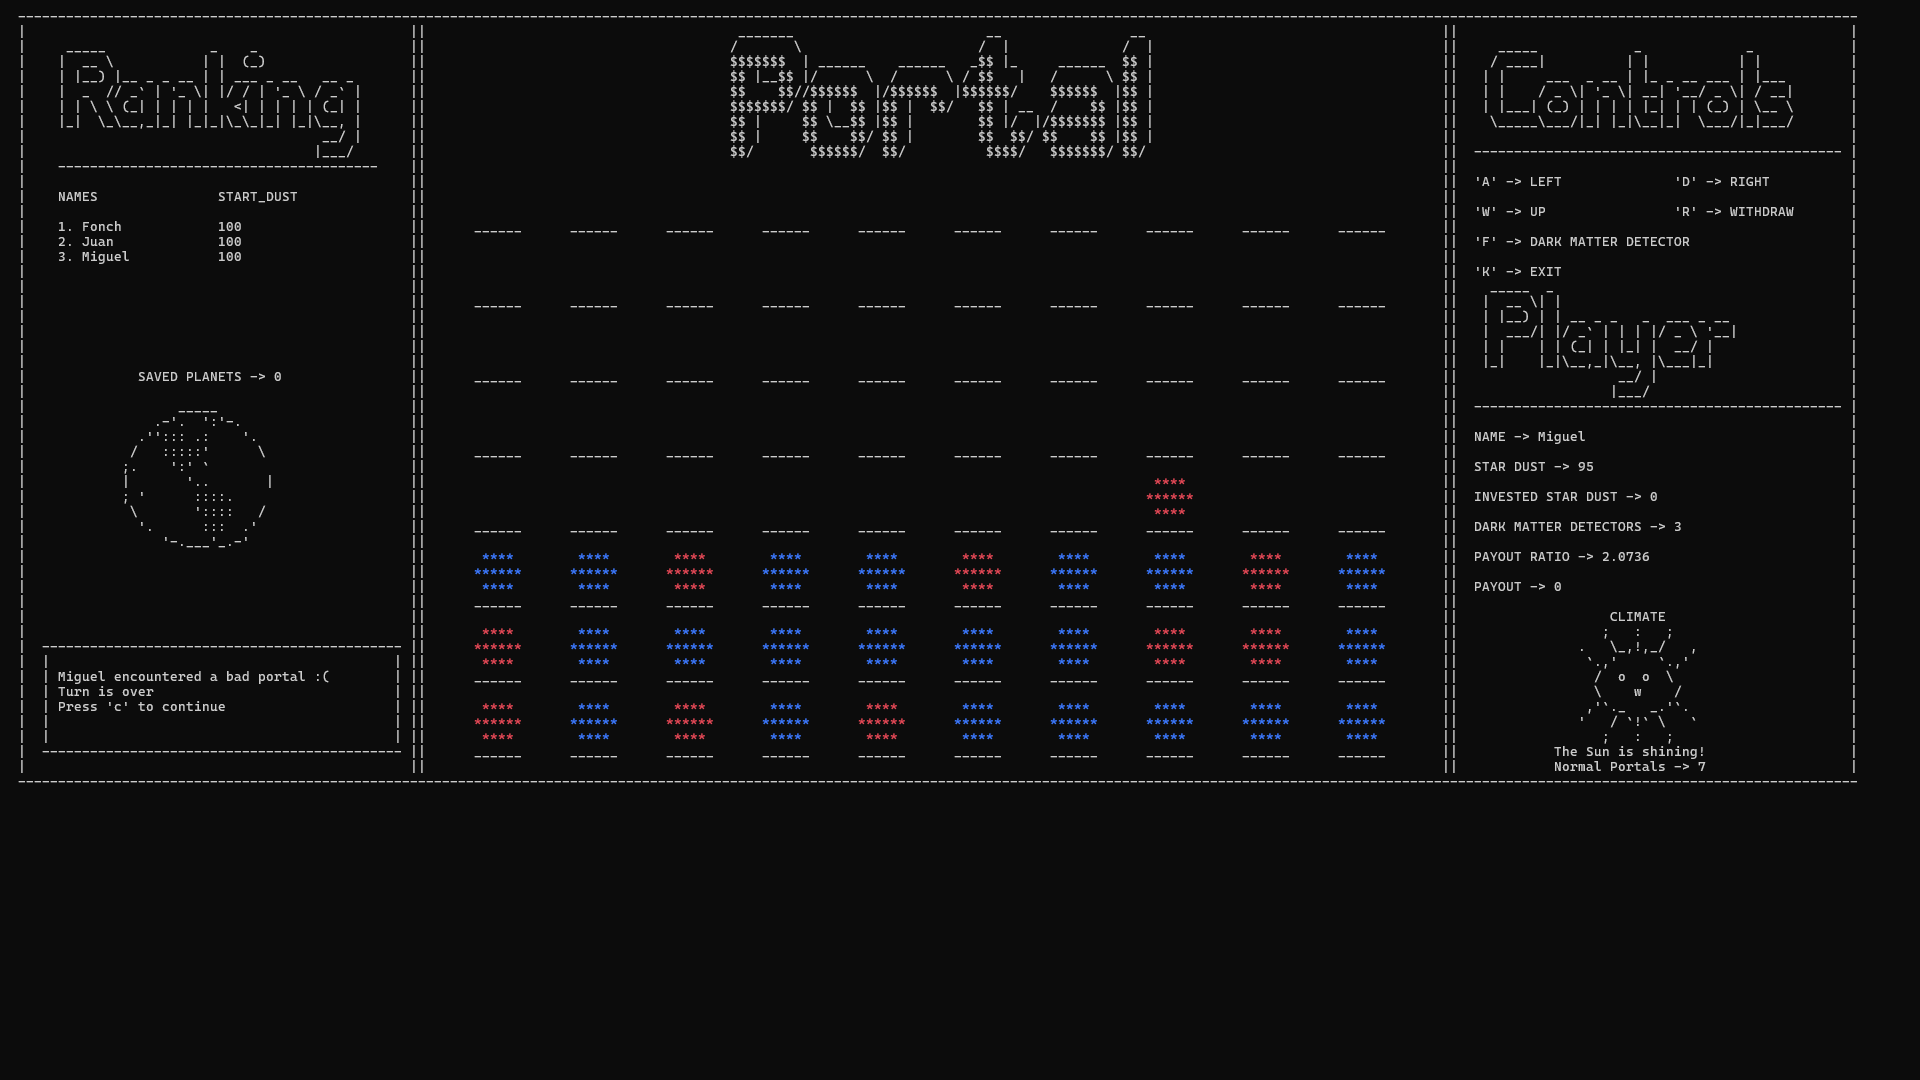 Ranking
NAMES START_DUST
1. Fonch 100
2. Juan 100
3. Miguel 100
SAVED PLANETS -> 0
Miguel encountered a bad portal :(
Turn is over
Press 'c' to continue
Portal
Controls
'A' -> LEFT 'D' -> RIGHT
'W' -> UP 'R' -> WITHDRAW
'F' -> DARK MATTER DETECTOR
'K' -> EXIT
Player
NAME -> Miguel
STAR DUST -> 95
INVESTED STAR DUST -> 0
DARK MATTER DETECTORS -> 3
PAYOUT RATIO -> 2.0736
PAYOUT -> 0
CLIMATE
The Sun is shining!
Normal Portals -> 7